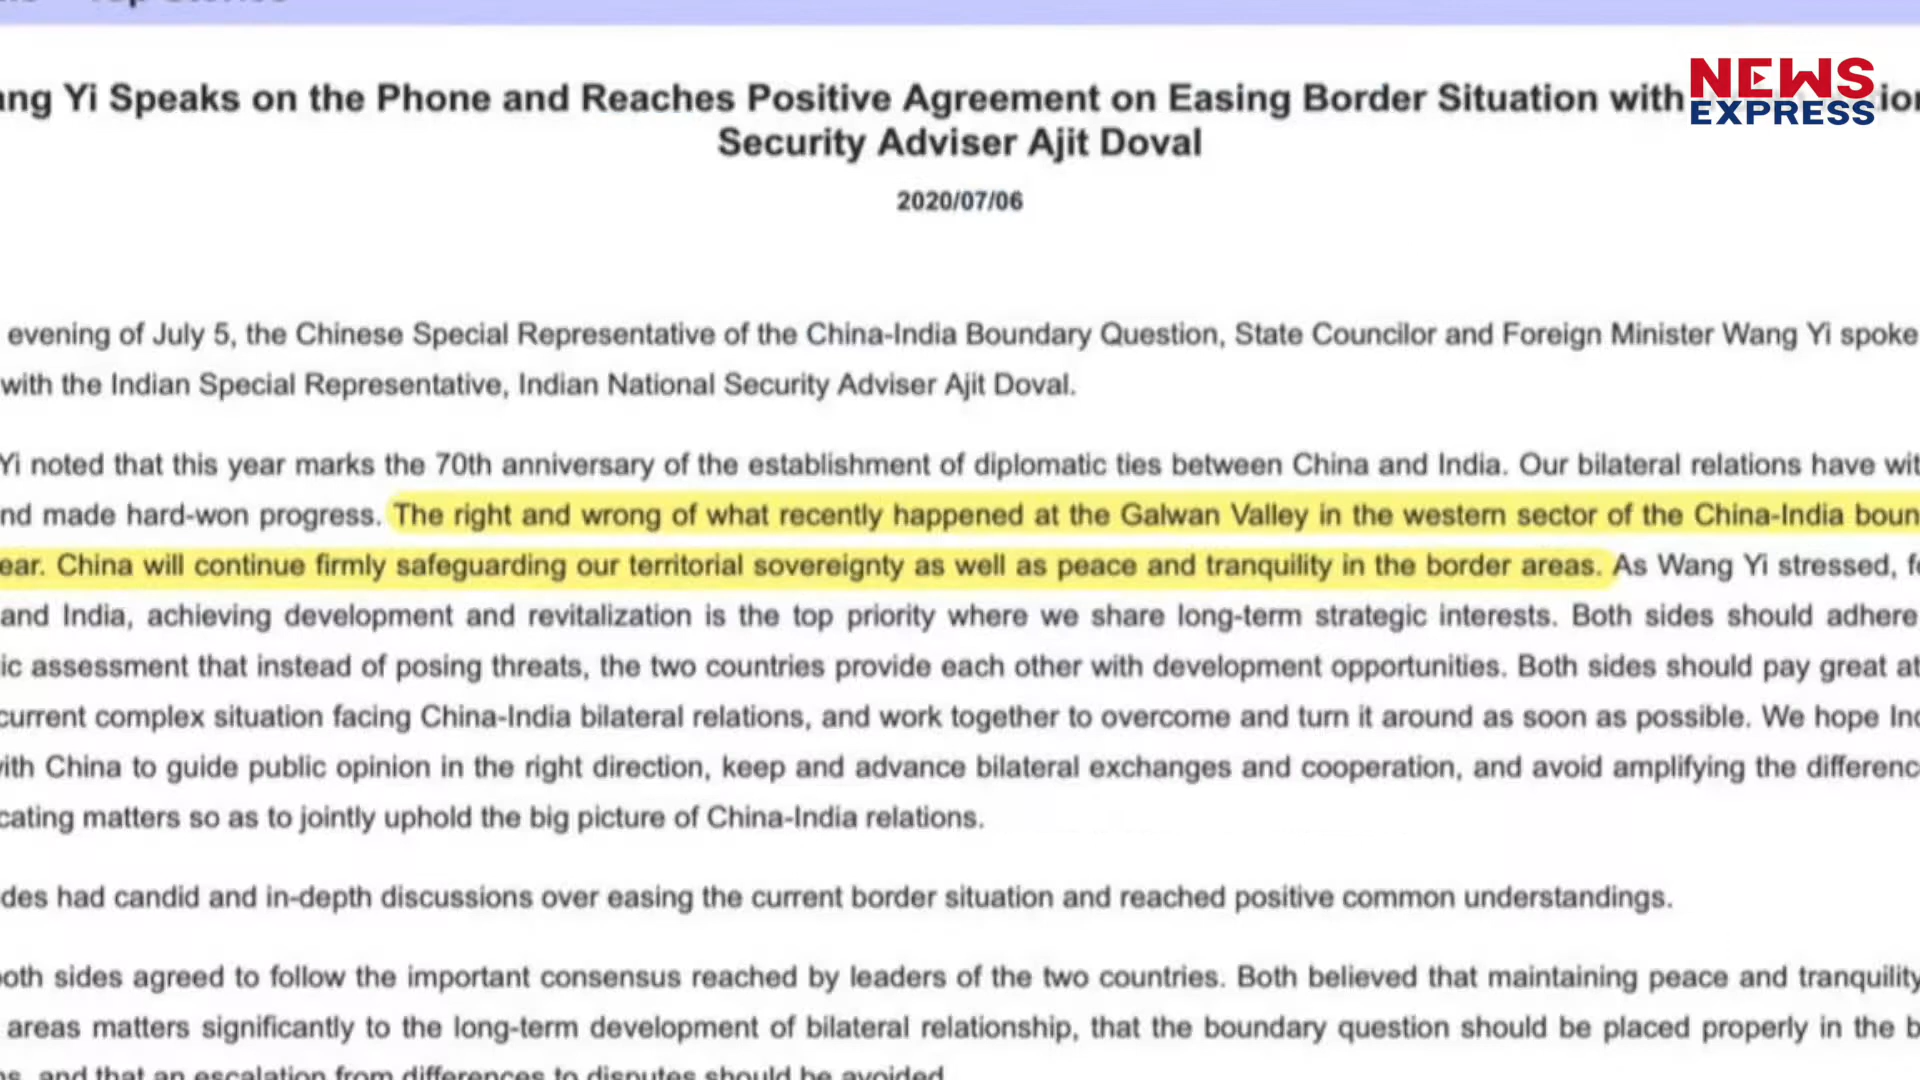 NEWS
EXPRESS
ang Yi Speaks on the Phone and Reaches Positive Agreement on Easing Border Situation with
Security Adviser Ajit Doval
2020/07/06
evening of July 5, the Chinese Special Representative of the China-India Boundary Question, State Councilor and Foreign Minister Wang Yi spoke
with the Indian Special Representative, Indian National Security Adviser Ajit Doval.
Yi noted that this year marks the 70th anniversary of the establishment of diplomatic ties between China and India. Our bilateral relations have wit
nd made hard-won progress. The right and wrong of what recently happened at the Galwan Valley in the western sector of the China-India boun
ear. China will continue firmly safeguarding our territorial sovereignty as well as peace and tranquility in the border areas. As Wang Yi stressed, f
and India, achieving development and revitalization is the top priority where we share long-term strategic interests. Both sides should adhere
ic assessment that instead of posing threats, the two countries provide each other with development opportunities. Both sides should pay great at
current complex situation facing China-India bilateral relations, and work together to overcome and turn it around as soon as possible. We hope Ind
ith China to guide public opinion in the right direction, keep and advance bilateral exchanges and cooperation, and avoid amplifying the differenc
cating matters so as to jointly uphold the big picture of China-India relations.
des had candid and in-depth discussions over easing the current border situation and reached positive common understandings.
oth sides agreed to follow the important consensus reached by leaders of the two countries. Both believed that maintaining peace and tranquility
areas matters significantly to the long-term development of bilateral relationship, that the boundary question should be placed properly in the b
ns, and that an escalation from differences to disputes should be avoided